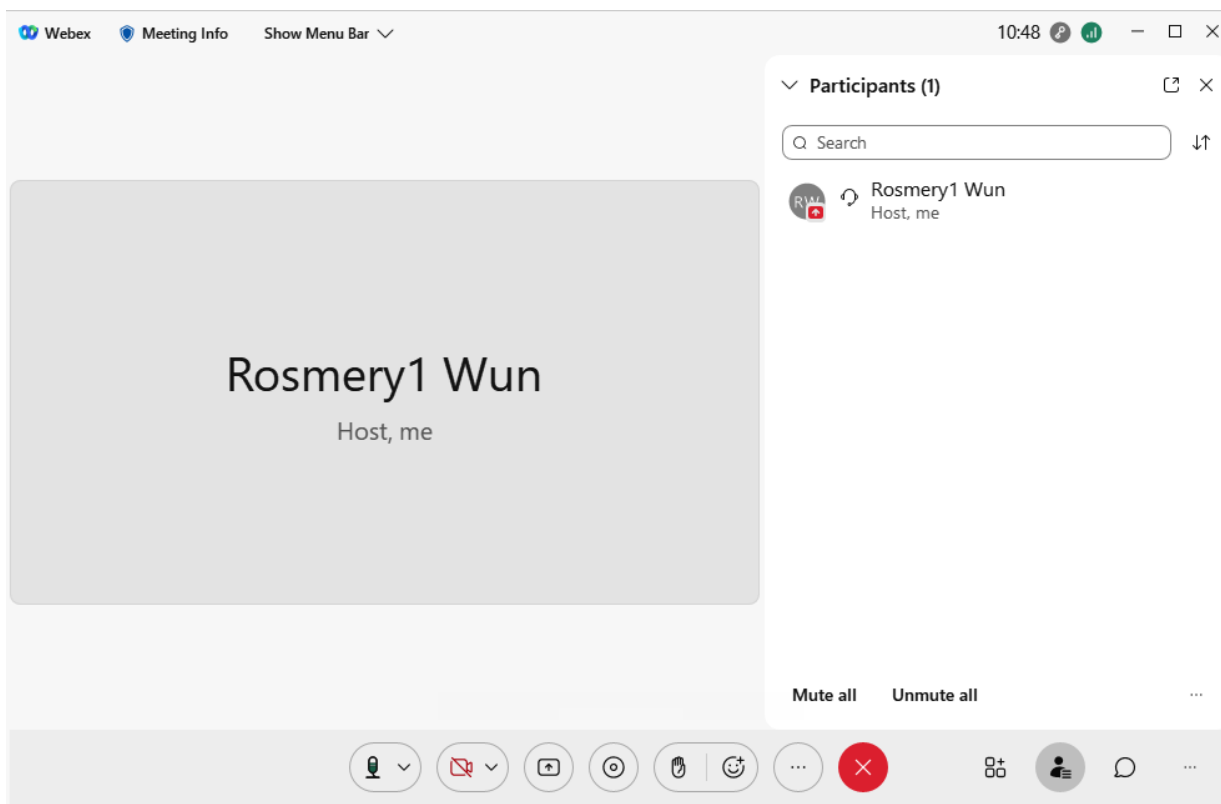 Webex Meeting Info Show Menu Bar 10:48
Participants (1)
Search
RW Rosmery1 Wun
Host, me
Rosmery1 Wun
Host, me
Mute all Unmute all